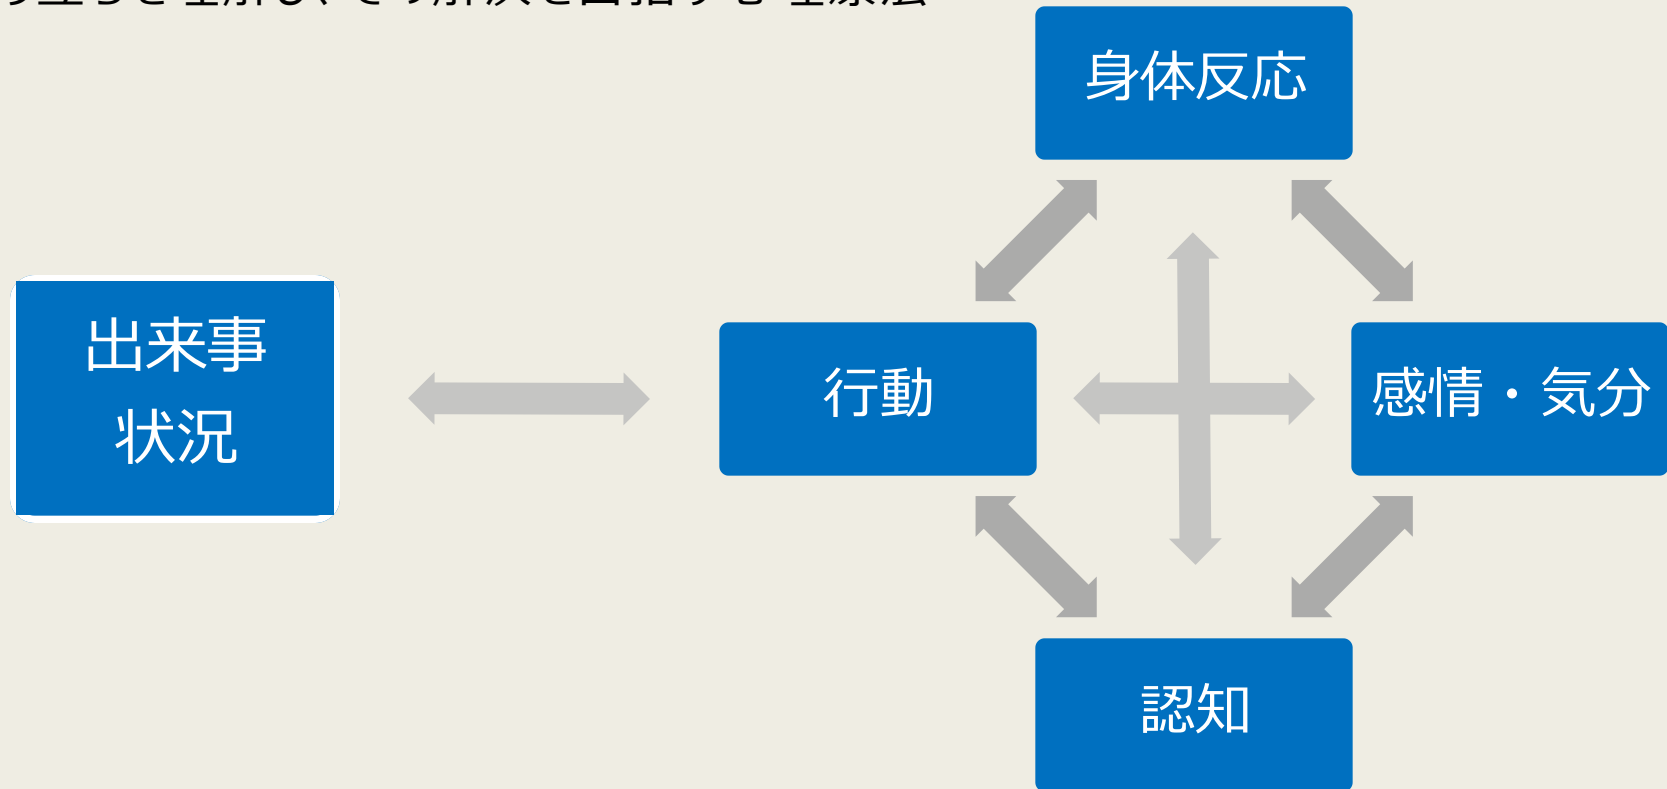 身体反応
出来事
状況
行動
感情・気分
認知